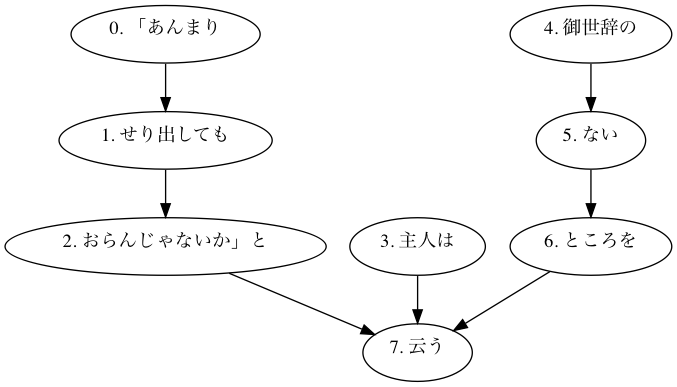 0. 「あんまり
1. せり出しても
2. おらんじゃないか」と
3. 主人は
4. 御世辞の
5. ない
6. ところを
7. 云う